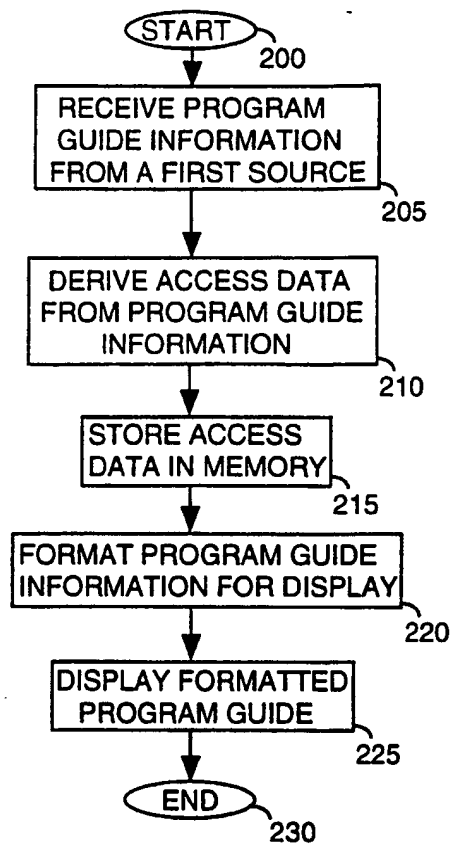 START
200
RECEIVE PROGRAM
GUIDE INFORMATION
FROM A FIRST SOURCE
205
DERIVE ACCESS DATA
FROM PROGRAM GUIDE
INFORMATION
210
STORE ACCESS
DATA IN MEMORY
215
FORMAT PROGRAM GUIDE
INFORMATION FOR DISPLAY
220
DISPLAY FORMATTED
PROGRAM GUIDE
225
END
230